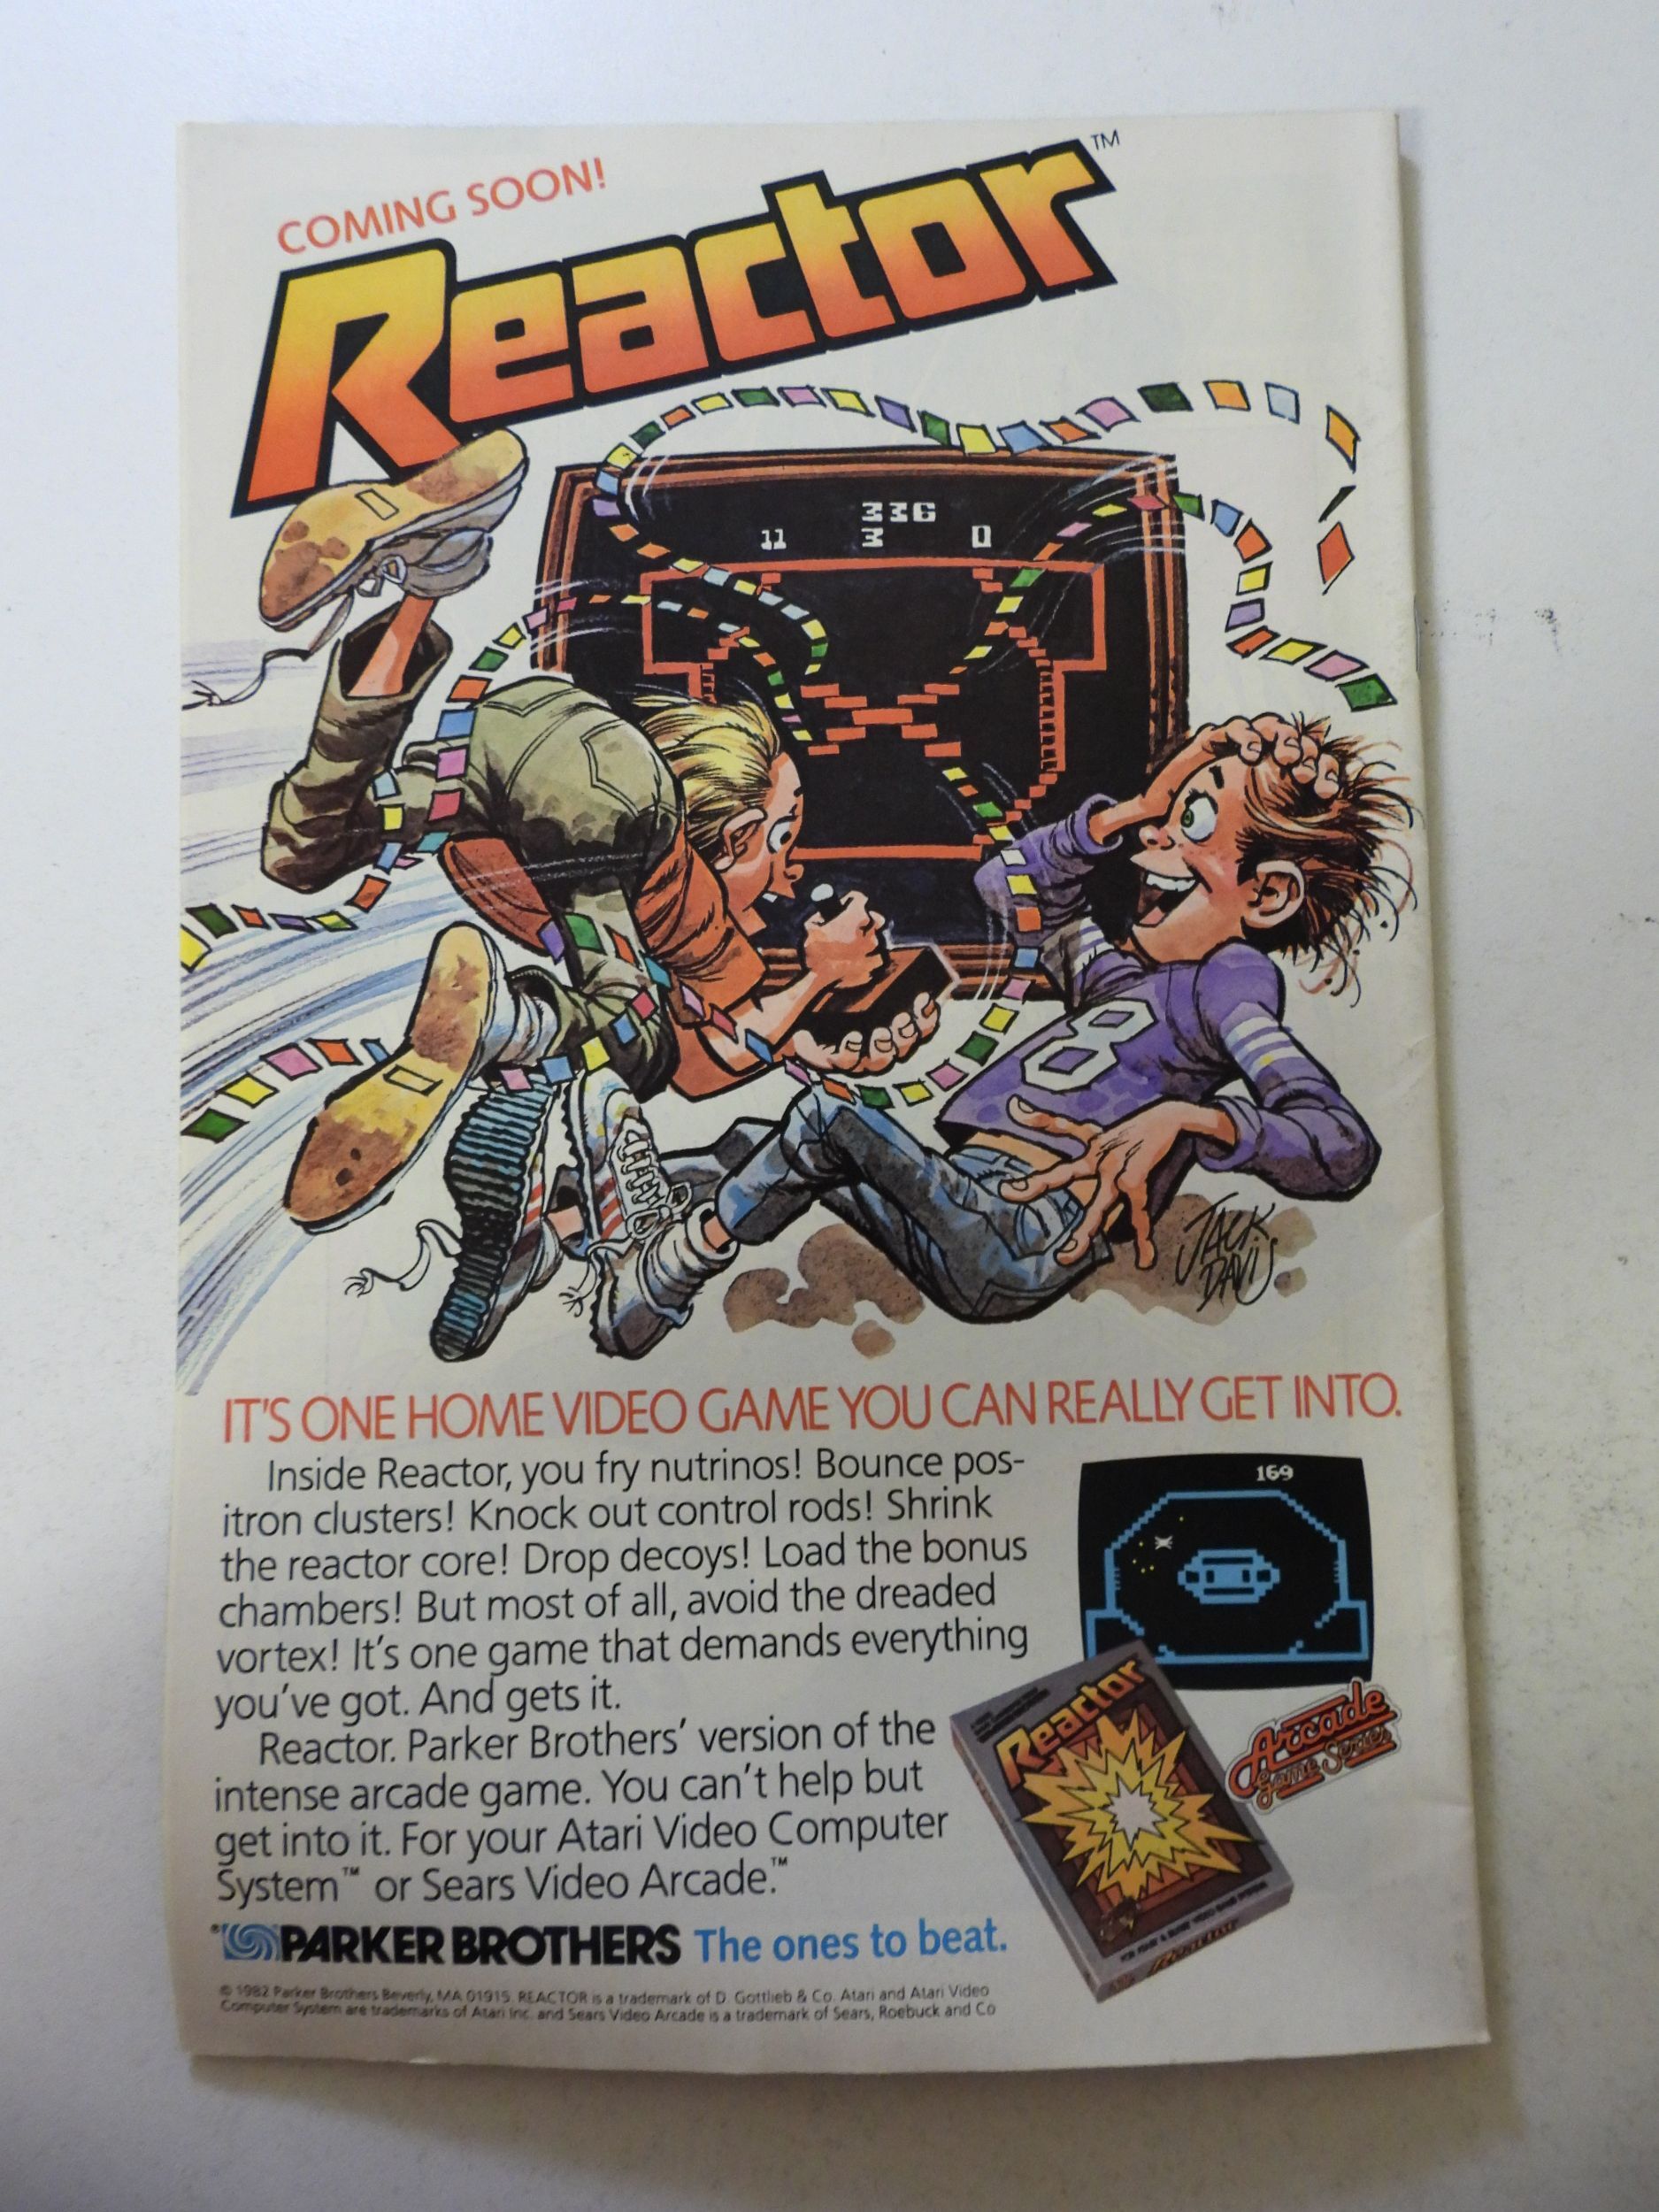 COMING SOON!
Reactor™
336
11 3 0
8
JACK
DAVIS
IT'S ONE HOME VIDEO GAME YOU CAN REALLY GET INTO.
Inside Reactor, you fry nutrinos! Bounce pos-
itron clusters! Knock out control rods! Shrink
the reactor core! Drop decoys! Load the bonus
chambers! But most of all, avoid the dreaded
vortex! It's one game that demands everything
you've got. And gets it.
Reactor. Parker Brothers' version of the
intense arcade game. You can't help but
get into it. For your Atari Video Computer
System™ or Sears Video Arcade.™
169
Reactor
Arcade
Game Series
® PARKER BROTHERS The ones to beat.
© 1982 Parker Brothers Beverly, MA 01915. REACTOR is a trademark of D. Gottlieb & Co. Atari and Atari Video
Computer System are trademarks of Atari Inc. and Sears Video Arcade is a trademark of Sears, Roebuck and Co